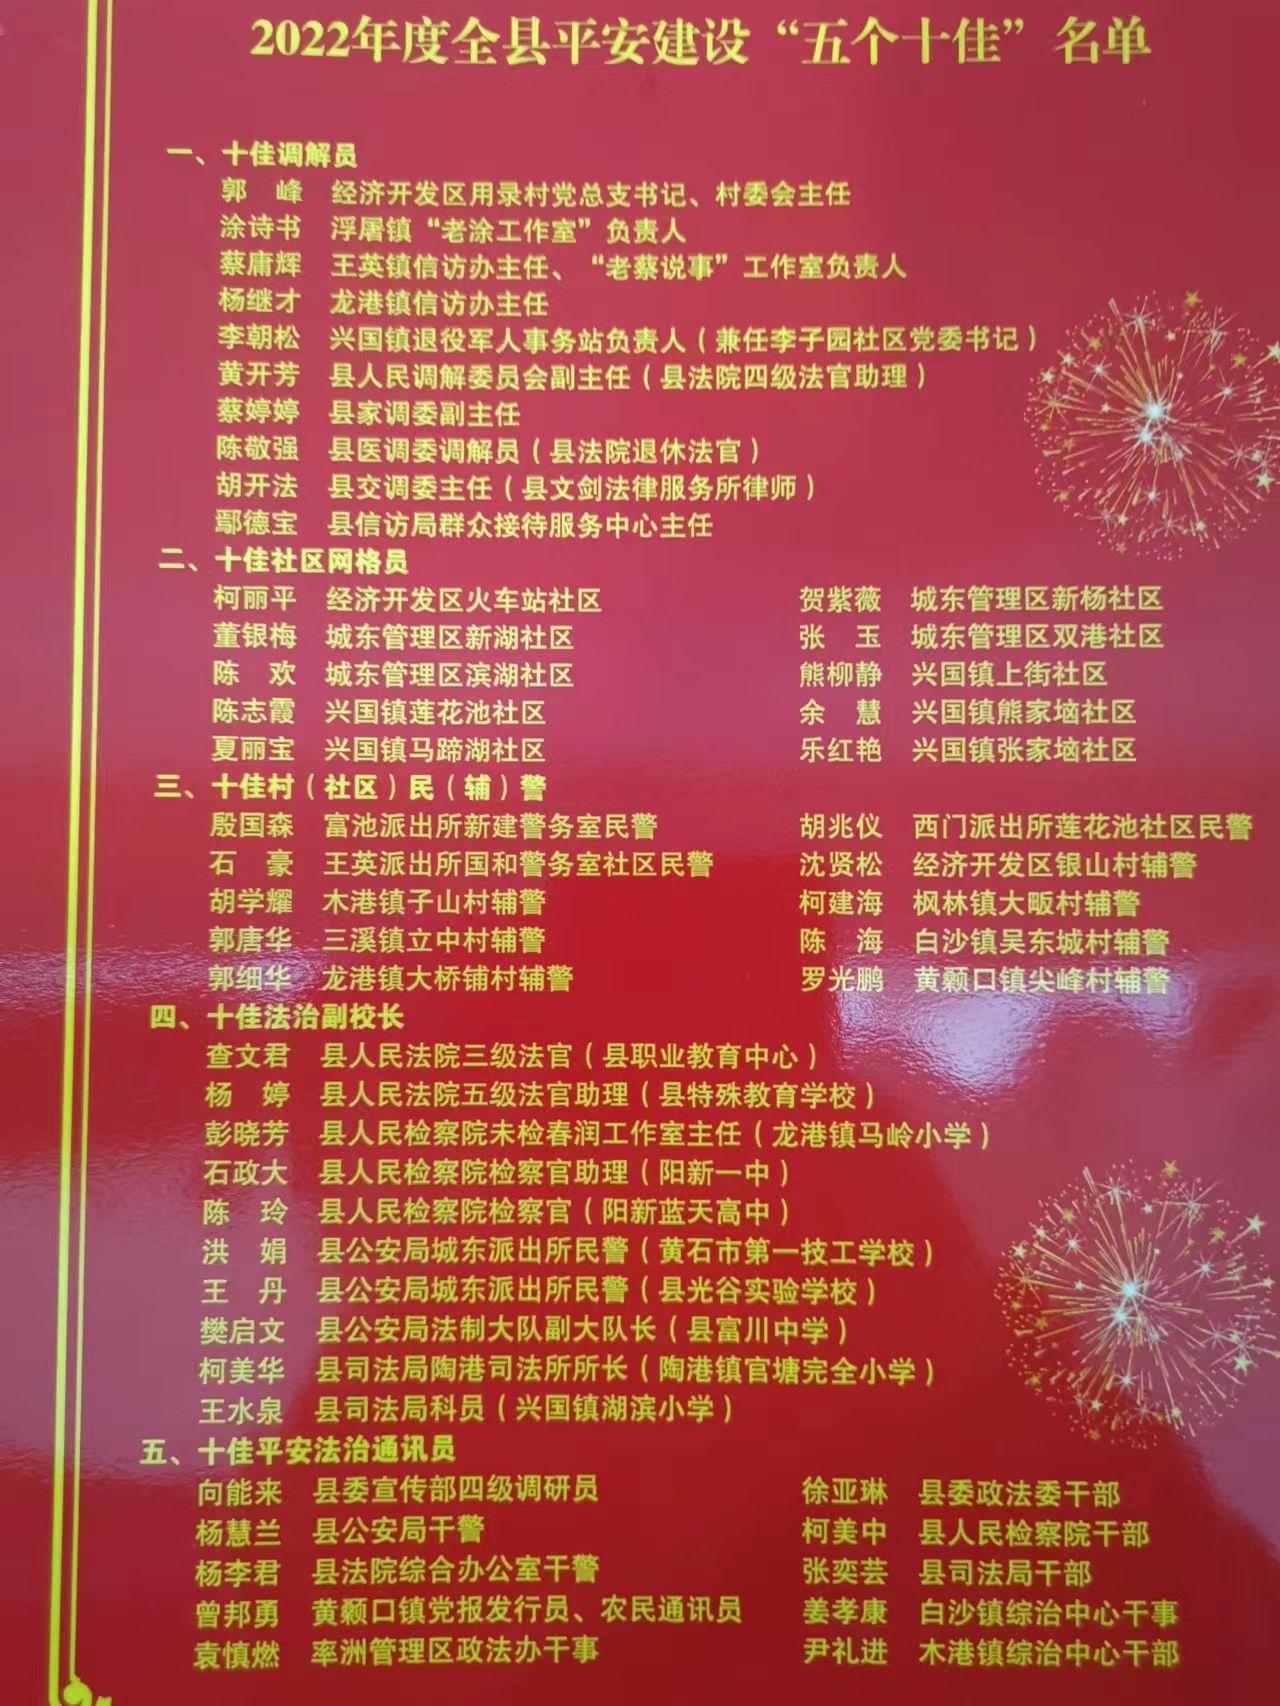 2022年度全县平安建设“五个十佳”名单
一、十佳调解员
郭　峰　经济开发区用录村党总支书记、村委会主任
涂诗书　浮屠镇“老涂工作室”负责人
蔡庸辉　王英镇信访办主任、“老蔡说事”工作室负责人
杨继才　龙港镇信访办主任
李朝松　兴国镇退役军人事务站负责人（兼任李子园社区党委书记）
黄开芳　县人民调解委员会副主任（县法院四级法官助理）
蔡婷婷　县家调委副主任
陈敬强　县医调委调解员（县法院退休法官）
胡开法　县交调委主任（县文剑法律服务所律师）
鄢德宝　县信访局群众接待服务中心主任
二、十佳社区网格员
柯丽平　经济开发区火车站社区　贺紫薇　城东管理区新杨社区
董银梅　城东管理区新湖社区　张　玉　城东管理区双港社区
陈　欢　城东管理区滨湖社区　熊柳静　兴国镇上街社区
陈志霞　兴国镇莲花池社区　余　慧　兴国镇熊家垴社区
夏丽宝　兴国镇马蹄湖社区　乐红艳　兴国镇张家垴社区
三、十佳村（社区）民（辅）警
殷国森　富池派出所新建警务室民警　胡兆仪　西门派出所莲花池社区民警
石　豪　王英派出所国和警务室社区民警　沈贤松　经济开发区银山村辅警
胡学耀　木港镇子山村辅警　柯建海　枫林镇大畈村辅警
郭唐华　三溪镇立中村辅警　陈　海　白沙镇吴东城村辅警
郭细华　龙港镇大桥铺村辅警　罗光鹏　黄颡口镇尖峰村辅警
四、十佳法治副校长
查文君　县人民法院三级法官（县职业教育中心）
杨　婷　县人民法院五级法官助理（县特殊教育学校）
彭晓芳　县人民检察院未检春润工作室主任（龙港镇马岭小学）
石政大　县人民检察院检察官助理（阳新一中）
陈　玲　县人民检察院检察官（阳新蓝天高中）
洪　娟　县公安局城东派出所民警（黄石市第一技工学校）
王　丹　县公安局城东派出所民警（县光谷实验学校）
樊启文　县公安局法制大队副大队长（县富川中学）
柯美华　县司法局陶港司法所所长（陶港镇官塘完全小学）
王水泉　县司法局科员（兴国镇湖滨小学）
五、十佳平安法治通讯员
向能来　县委宣传部四级调研员　徐亚琳　县委政法委干部
杨慧兰　县公安局干警　柯美中　县人民检察院干部
杨李君　县法院综合办公室干警　张奕芸　县司法局干部
曾邦勇　黄颡口镇党报发行员、农民通讯员　姜孝康　白沙镇综治中心干事
袁慎燃　率洲管理区政法办干事　尹礼进　木港镇综治中心干部